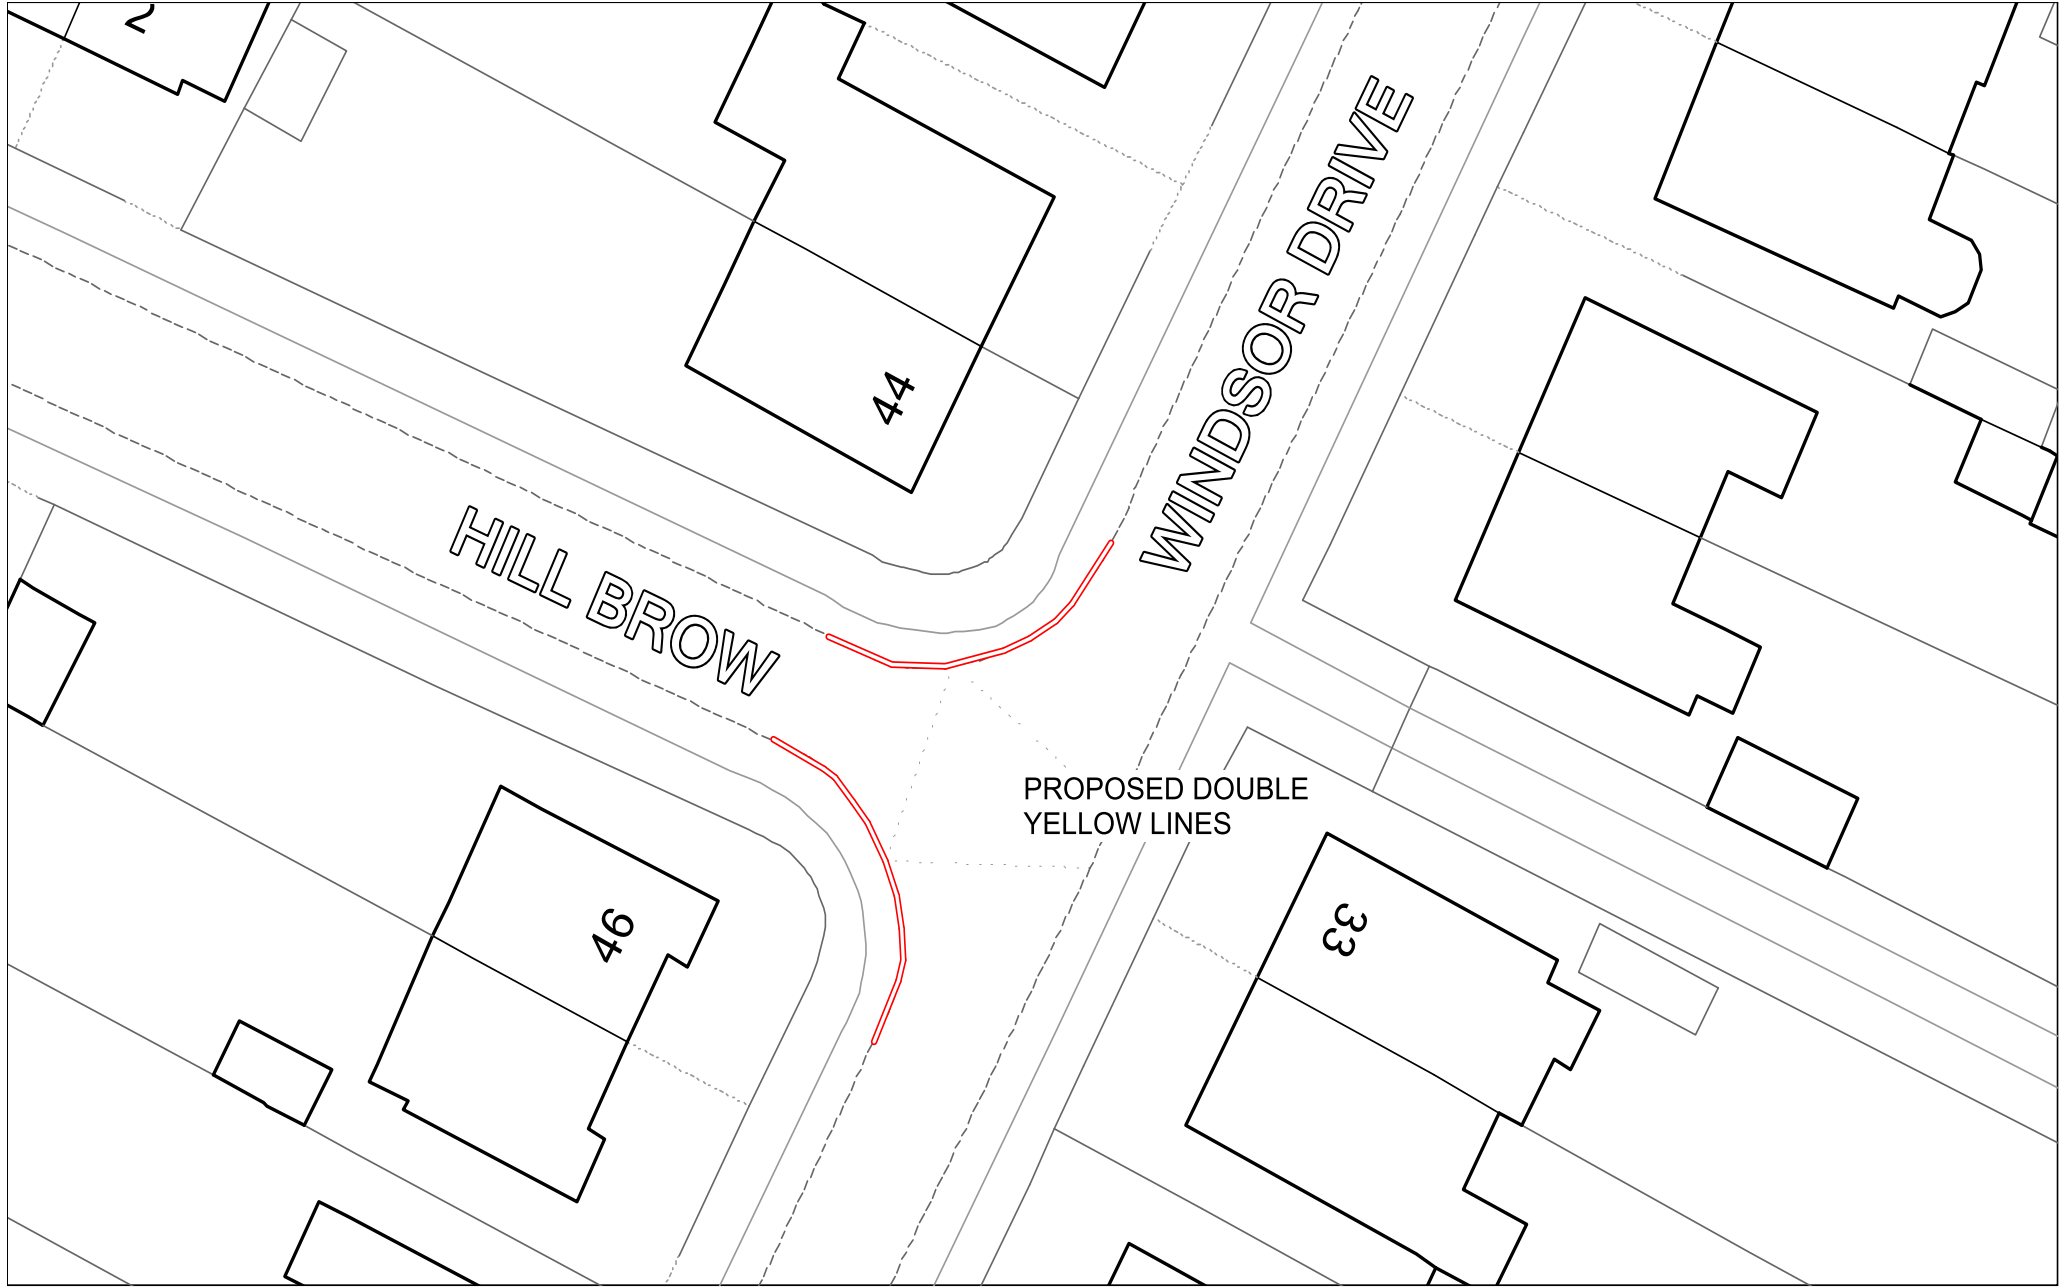 2
WINDSOR DRIVE
44
HILL BROW
PROPOSED DOUBLE
YELLOW LINES
46
33